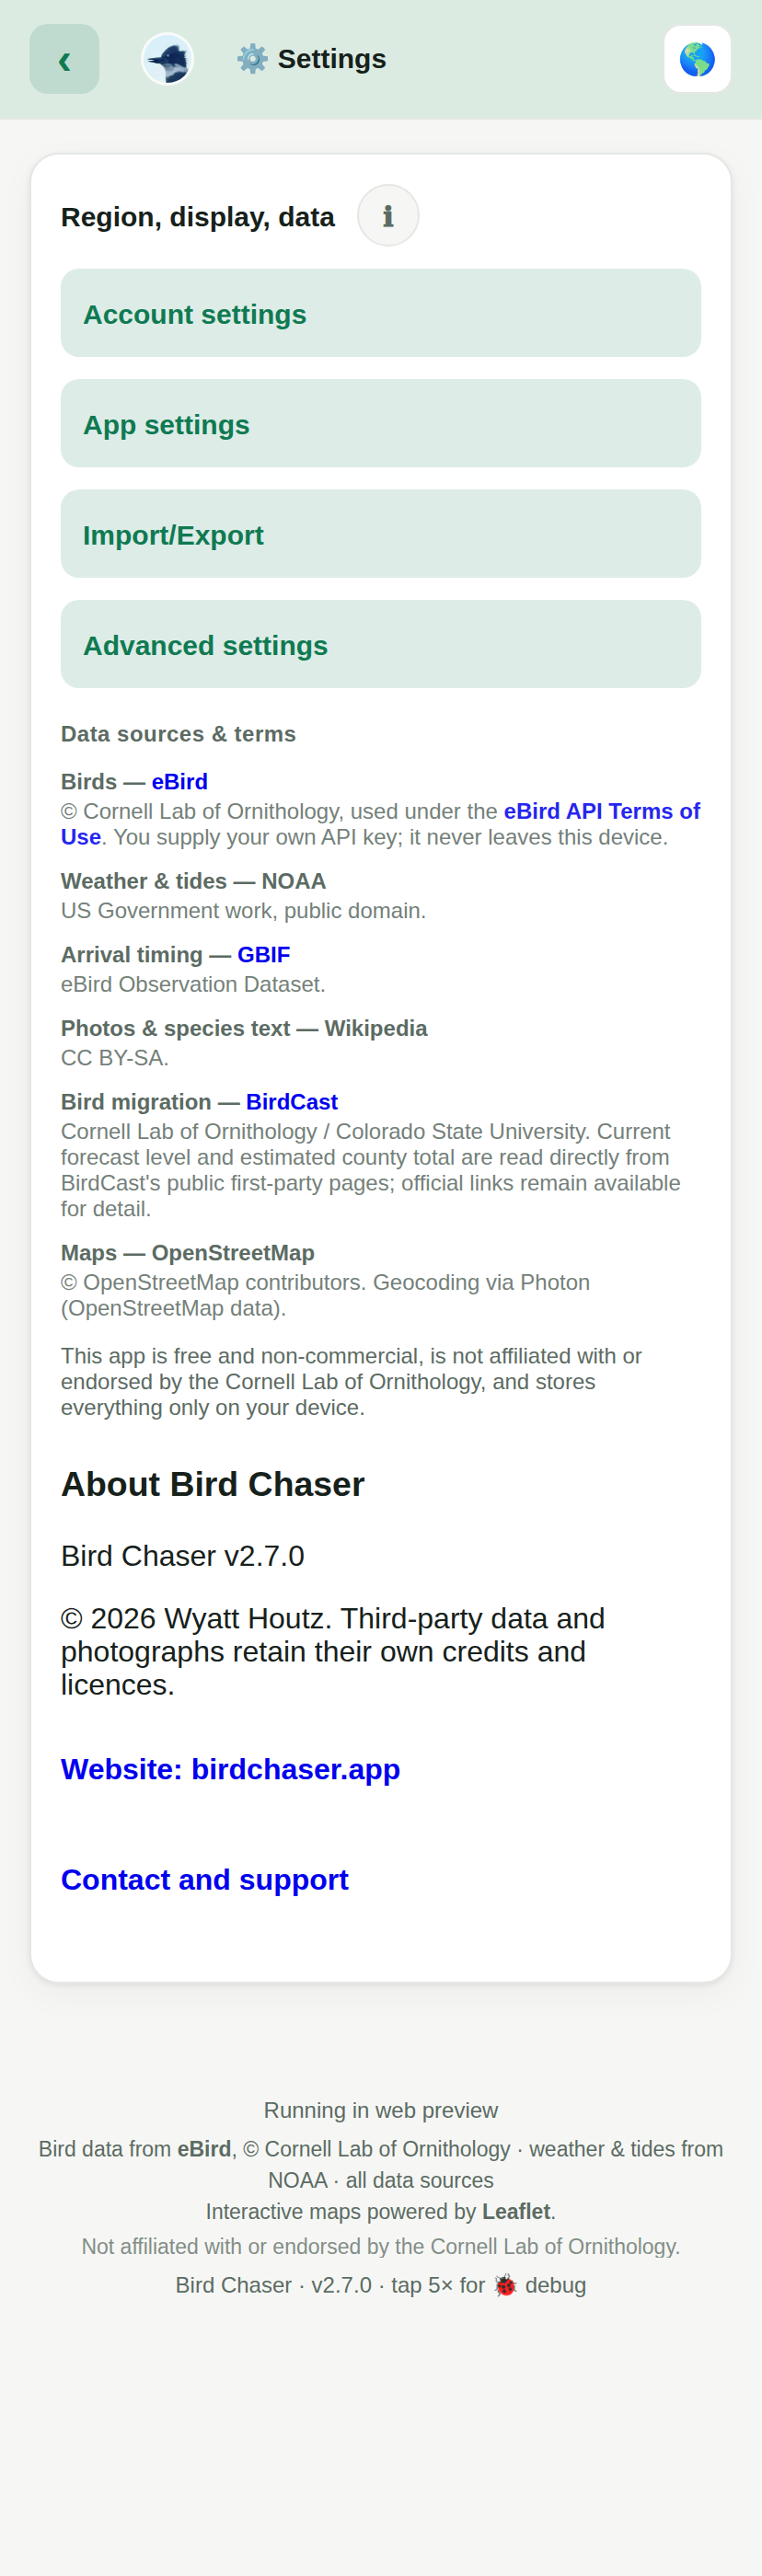 ‹ ⚙️ Settings 🌎
Region, display, data ℹ
Account settings
App settings
Import/Export
Advanced settings
Data sources & terms
Birds — eBird
© Cornell Lab of Ornithology, used under the eBird API Terms of
Use. You supply your own API key; it never leaves this device.
Weather & tides — NOAA
US Government work, public domain.
Arrival timing — GBIF
eBird Observation Dataset.
Photos & species text — Wikipedia
CC BY-SA.
Bird migration — BirdCast
Cornell Lab of Ornithology / Colorado State University. Current
forecast level and estimated county total are read directly from
BirdCast's public first-party pages; official links remain available
for detail.
Maps — OpenStreetMap
© OpenStreetMap contributors. Geocoding via Photon
(OpenStreetMap data).
This app is free and non-commercial, is not affiliated with or
endorsed by the Cornell Lab of Ornithology, and stores
everything only on your device.
About Bird Chaser
Bird Chaser v2.7.0
© 2026 Wyatt Houtz. Third-party data and
photographs retain their own credits and
licences.
Website: birdchaser.app
Contact and support
Running in web preview
Bird data from eBird, © Cornell Lab of Ornithology · weather & tides from
NOAA · all data sources
Interactive maps powered by Leaflet.
Not affiliated with or endorsed by the Cornell Lab of Ornithology.
Bird Chaser · v2.7.0 · tap 5× for 🐞 debug